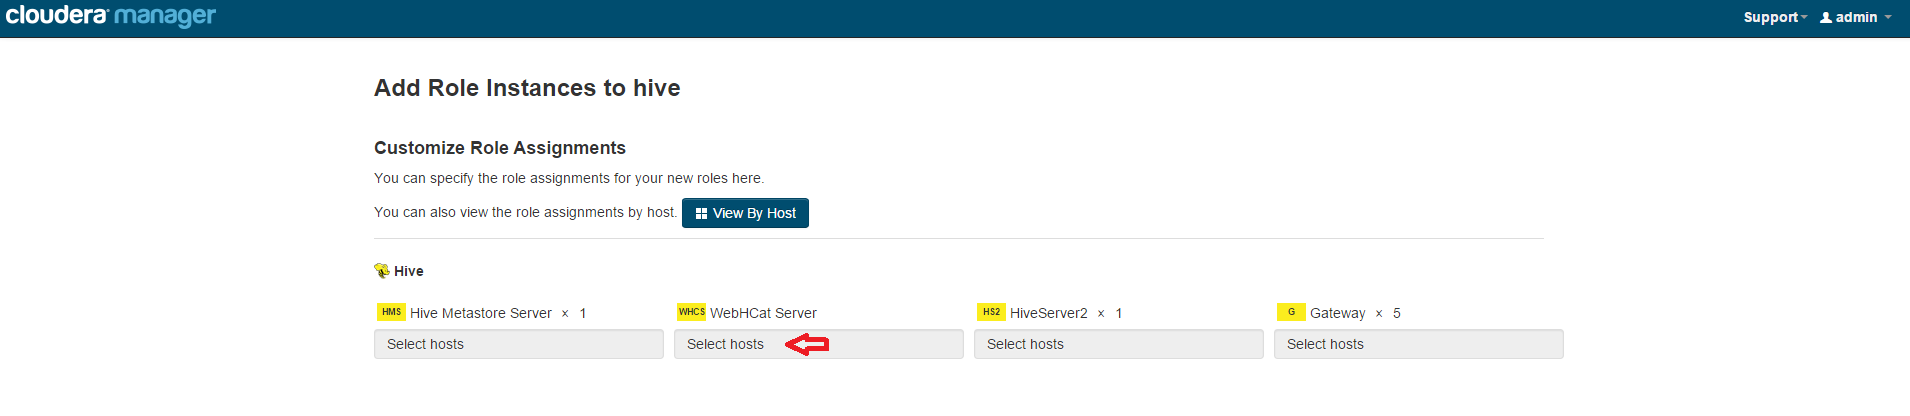 cloudera manager Support admin
Add Role Instances to hive
Customize Role Assignments
You can specify the role assignments for your new roles here.
You can also view the role assignments by host. View By Host
Hive
HMS Hive Metastore Server × 1 WHCS WebHCat Server HS2 HiveServer2 × 1 G Gateway × 5
Select hosts Select hosts Select hosts Select hosts